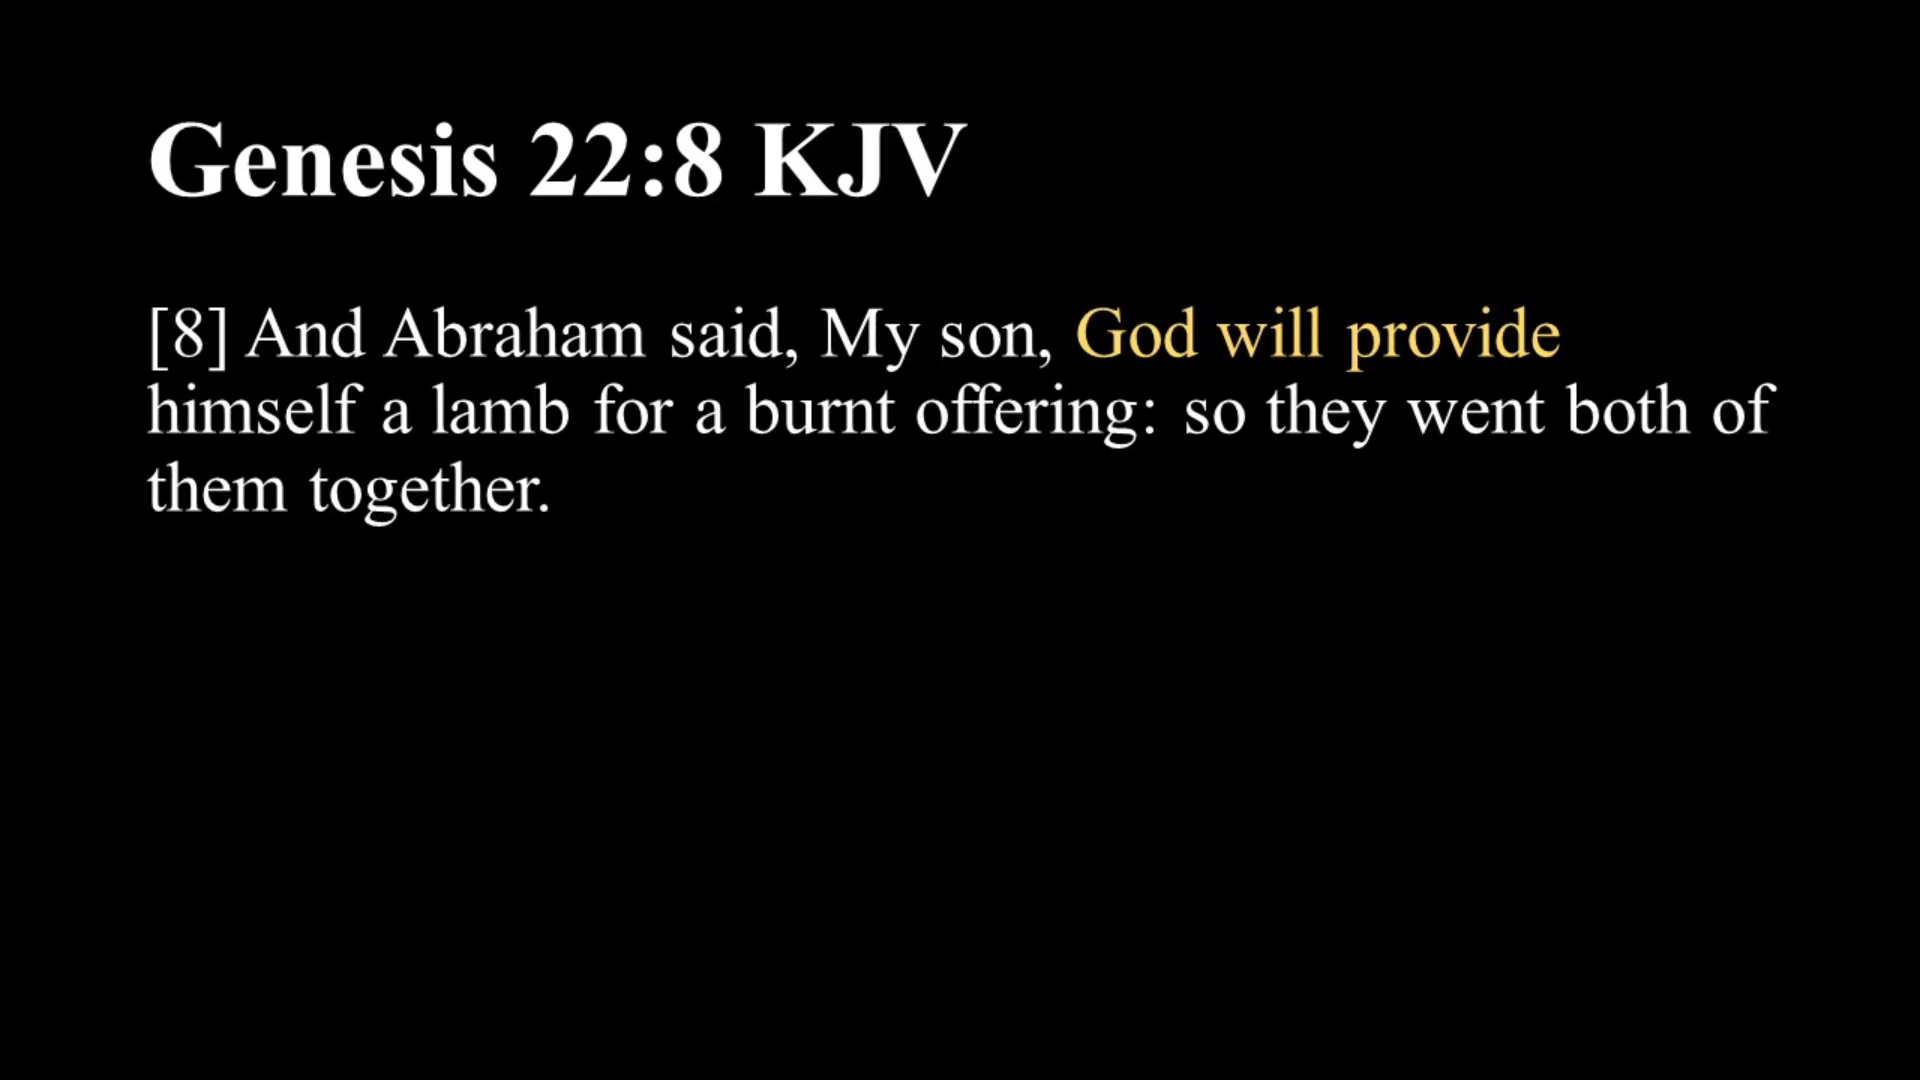 Genesis 22:8 KJV
[8] And Abraham said, My son, God will provide
himself a lamb for a burnt offering: so they went both of
them together.